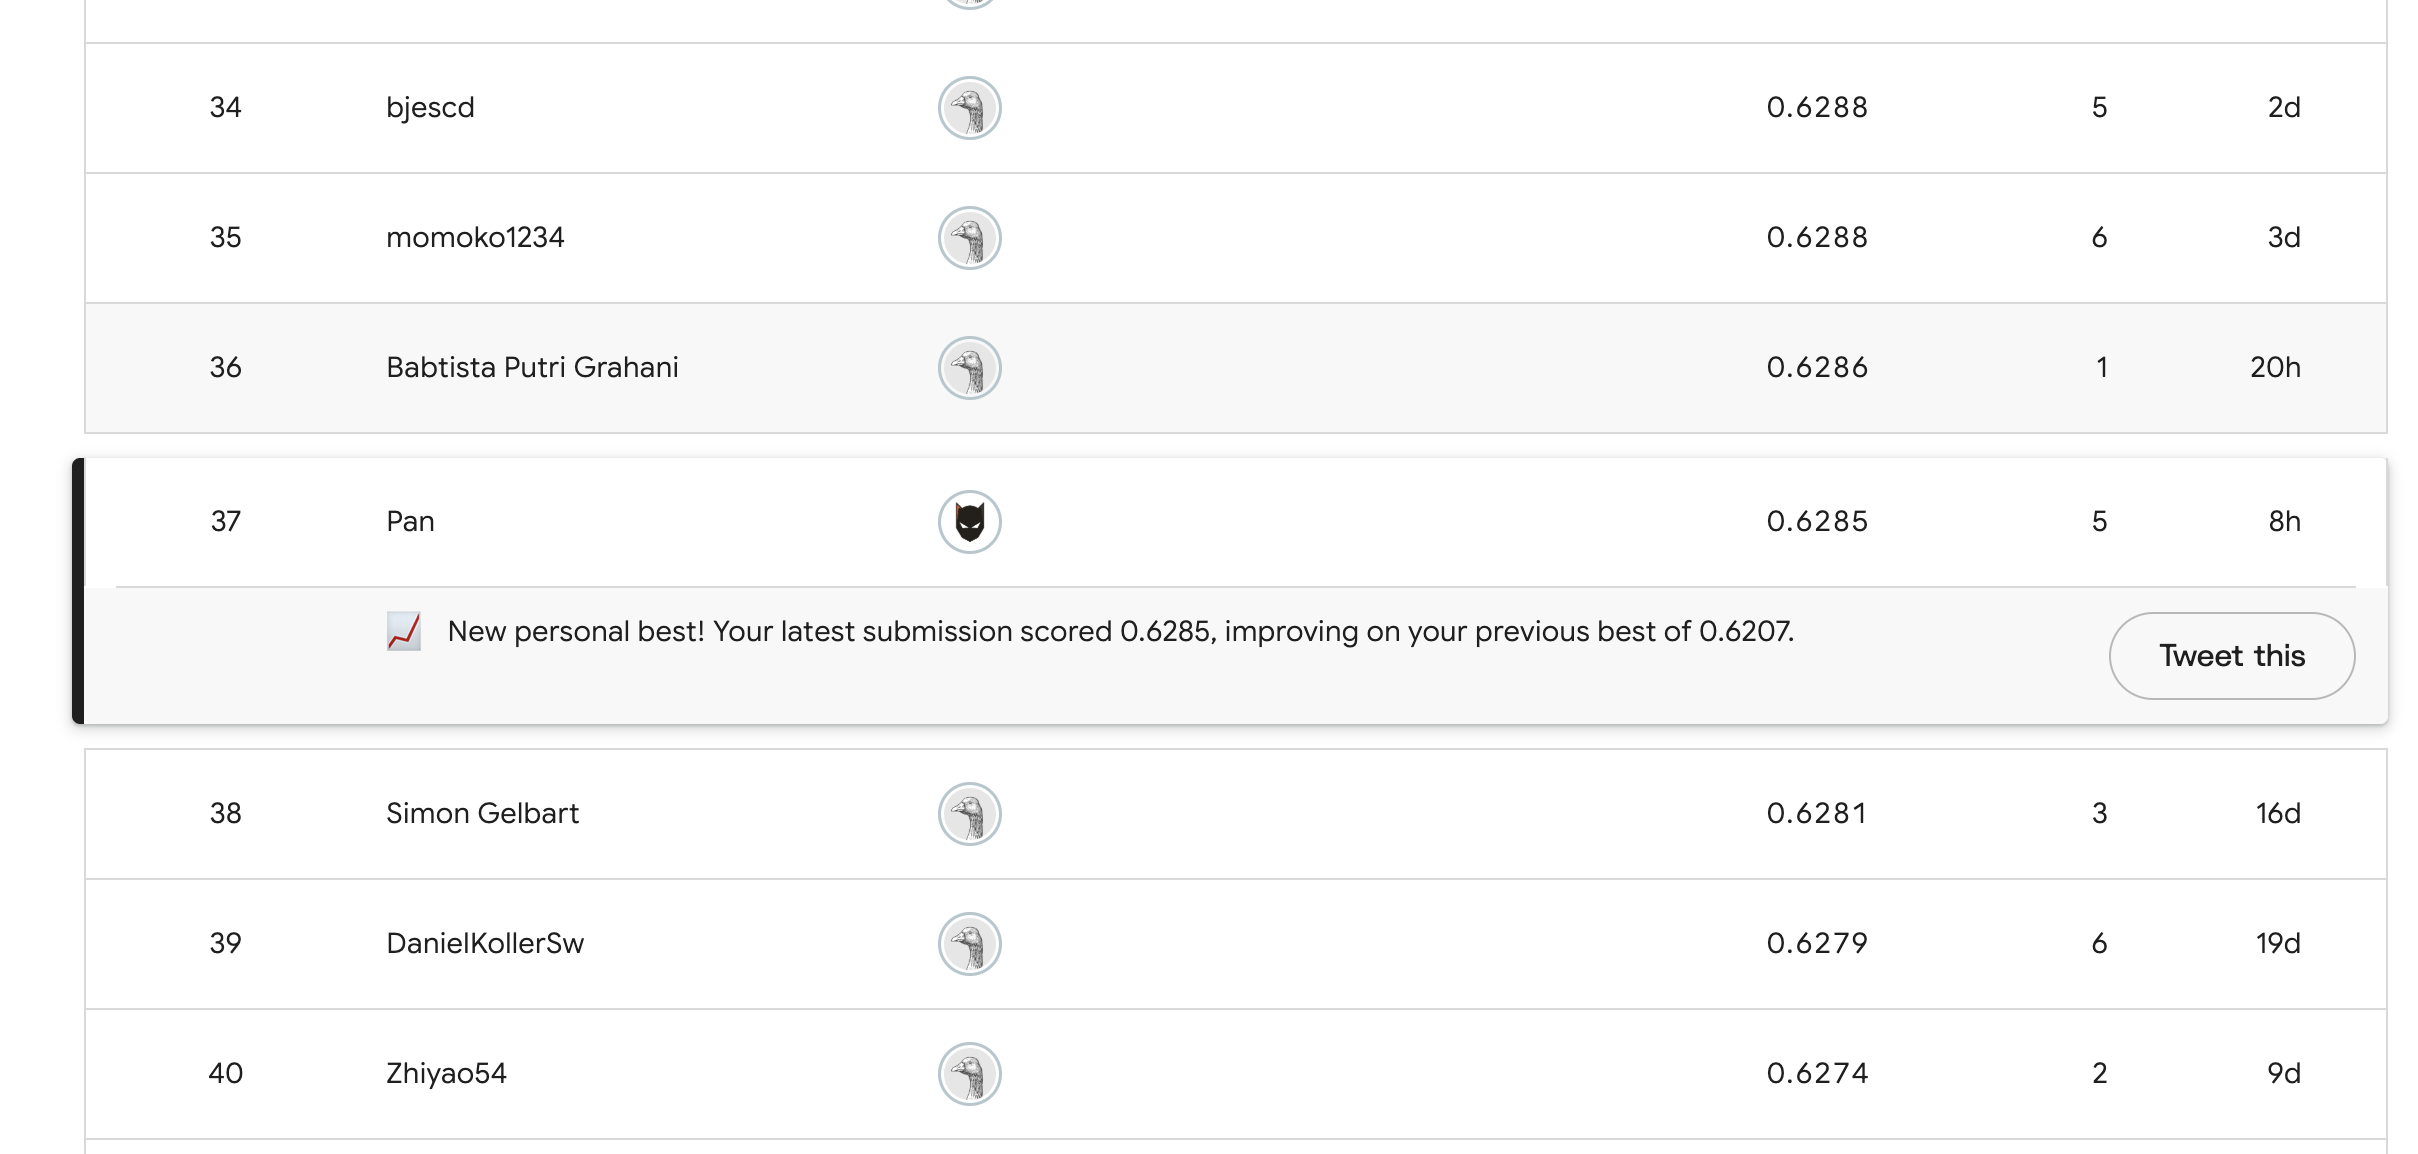 34 bjescd 0.6288 5 2d
35 momoko1234 0.6288 6 3d
36 Babtista Putri Grahani 0.6286 1 20h
37 Pan 0.6285 5 8h
New personal best! Your latest submission scored 0.6285, improving on your previous best of 0.6207.
Tweet this
38 Simon Gelbart 0.6281 3 16d
39 DanielKollerSw 0.6279 6 19d
40 Zhiyao54 0.6274 2 9d